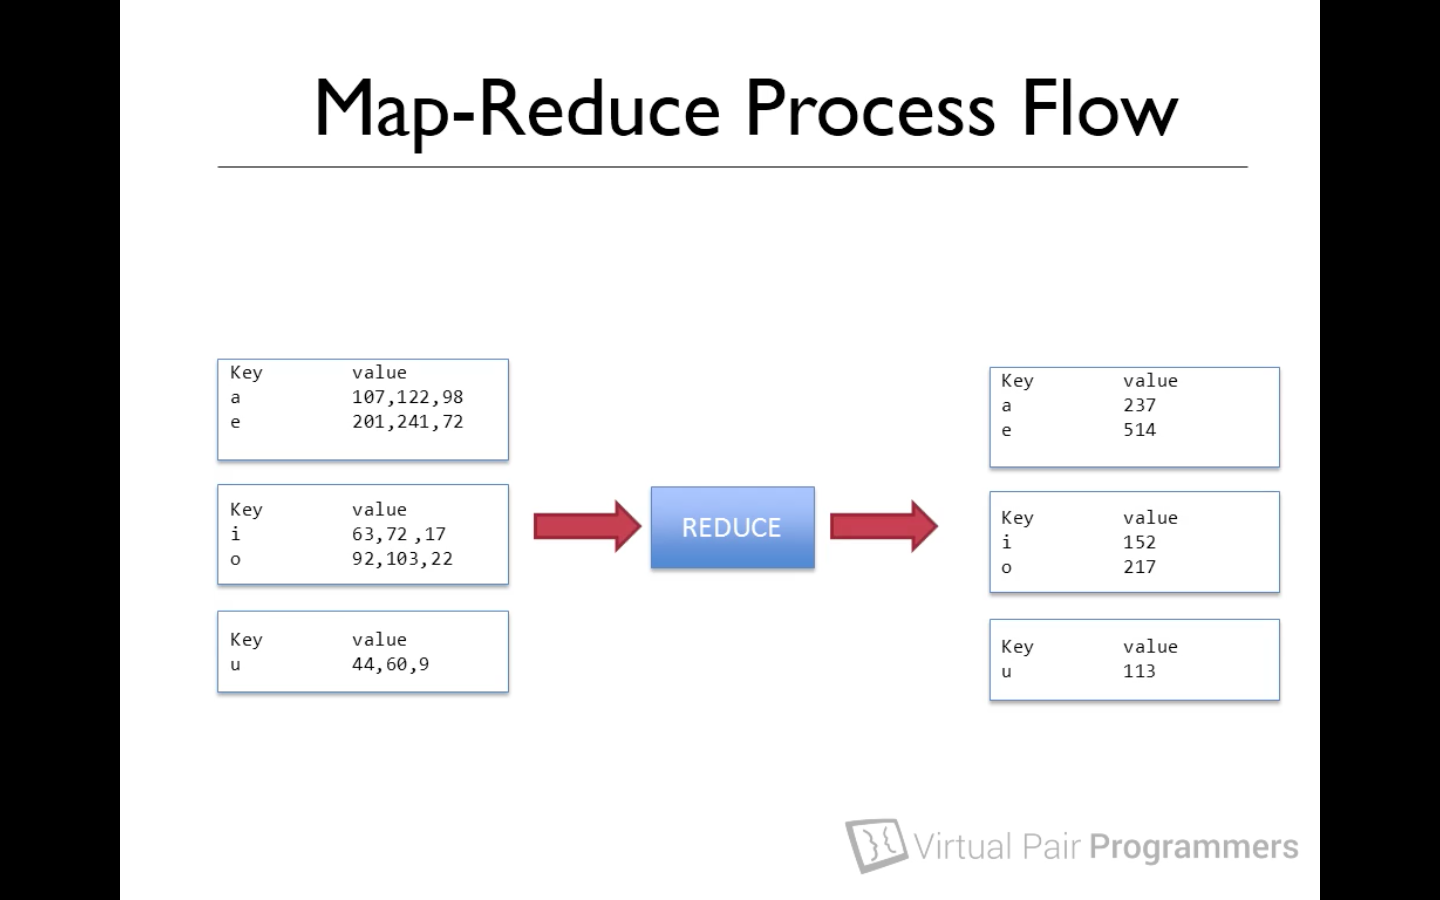 Map-Reduce Process Flow
Key value
a 107,122,98
e 201,241,72
Key value
i 63,72 ,17
o 92,103,22
Key value
u 44,60,9
REDUCE
Key value
a 237
e 514
Key value
i 152
o 217
Key value
u 113
Virtual Pair Programmers